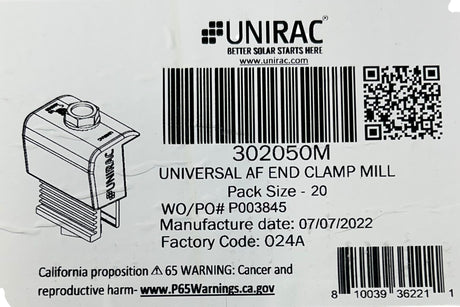 UNIRAC
BETTER SOLAR STARTS HERE
www.unirac.com
302050M
UNIVERSAL AF END CLAMP MILL
Pack Size - 20
WO/PO# P003845
Manufacture date: 07/07/2022
Factory Code: 024A
UNIRAC
California proposition ⚠ 65 WARNING: Cancer and
reproductive harm- www.P65Warnings.ca.gov
8 10039 36221 1